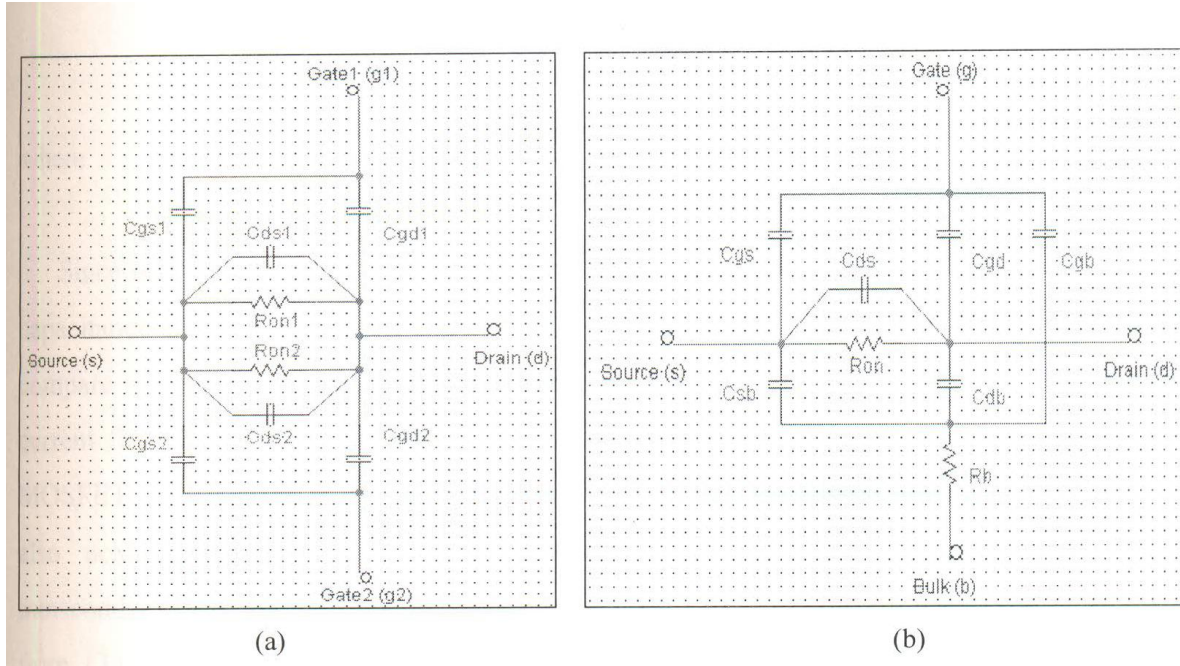 Gate1 (g1)
Cgs1
Cds1
Cgd1
Ron1
Source (s)
Ron2
Drain (d)
Cgs2
Cds2
Cgd2
Gate2 (g2)
(a)
Gate (g)
Cgs
Cds
Cgd
Cgb
Source (s)
Ron
Drain (d)
Csb
Cdb
Rb
Bulk (b)
(b)